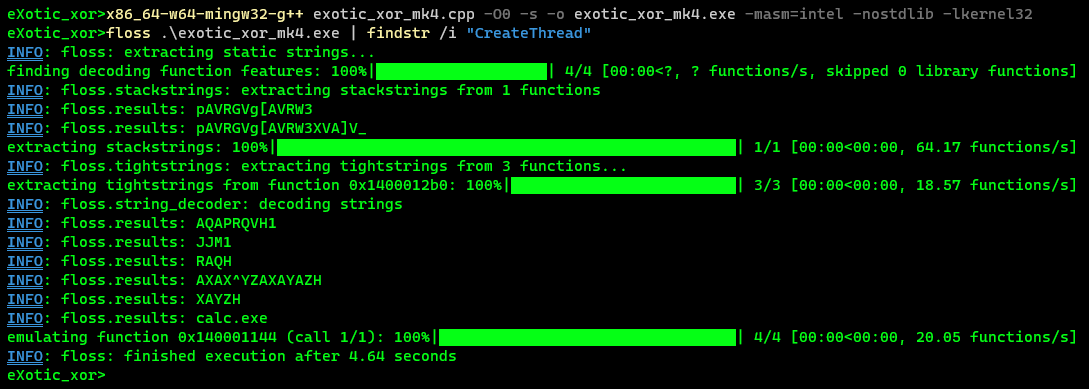 eXotic_xor>x86_64-w64-mingw32-g++ exotic_xor_mk4.cpp -O0 -s -o exotic_xor_mk4.exe -masm=intel -nostdlib -lkernel32
eXotic_xor>floss .\exotic_xor_mk4.exe | findstr /i "CreateThread"
INFO: floss: extracting static strings...
finding decoding function features: 100%|██████████| 4/4 [00:00<?, ? functions/s, skipped 0 library functions]
INFO: floss.stackstrings: extracting stackstrings from 1 functions
INFO: floss.results: pAVRGVg[AVRW3
INFO: floss.results: pAVRGVg[AVRW3XVA]V_
extracting stackstrings: 100%|██████████| 1/1 [00:00<00:00, 64.17 functions/s]
INFO: floss.tightstrings: extracting tightstrings from 3 functions...
extracting tightstrings from function 0x1400012b0: 100%|██████████| 3/3 [00:00<00:00, 18.57 functions/s]
INFO: floss.string_decoder: decoding strings
INFO: floss.results: AQAPRQVH1
INFO: floss.results: JJM1
INFO: floss.results: RAQH
INFO: floss.results: AXAX^YZAXAYAZH
INFO: floss.results: XAYZH
INFO: floss.results: calc.exe
emulating function 0x140001144 (call 1/1): 100%|██████████| 4/4 [00:00<00:00, 20.05 functions/s]
INFO: floss: finished execution after 4.64 seconds
eXotic_xor>